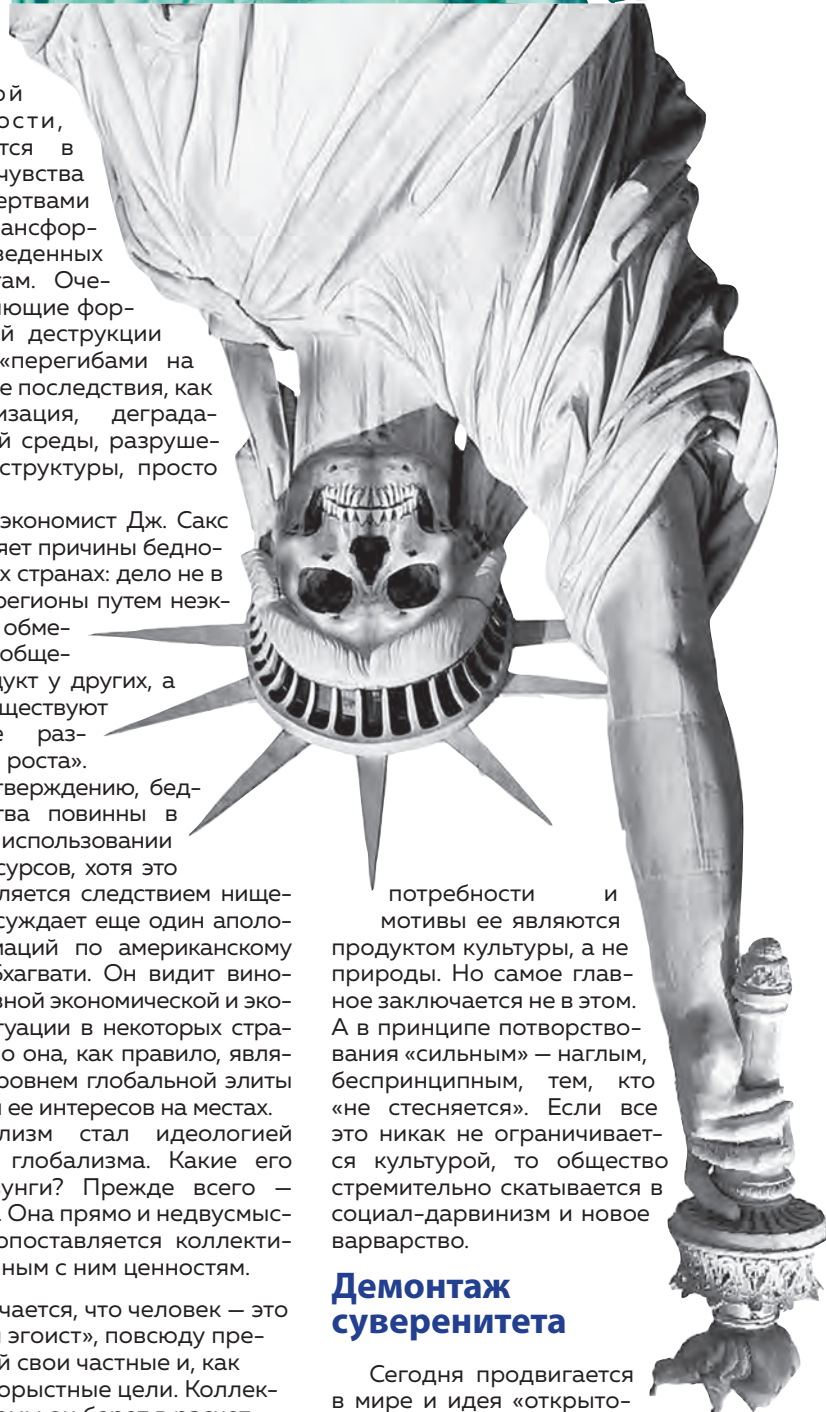 ой
ости,
тся в
чувства
ертвами
ансфор-
веденных
там. Оче-
ющие фор-
й деструкции
«перегибами на
е последствия, как
изация, деграда-
й среды, разруше-
структуры, просто
экономист Дж. Сакс
яет причины бедно-
х странах: дело не в
регионы путем неэк-
обме-
обще-
дукт у других, а
ществуют
е раз-
роста».
тверждению, бед-
тва повинны в
использовании
сурсов, хотя это
ляется следствием нище-
суждает еще один аполо-
маций по американскому
Бхагвати. Он видит вино-
вной экономической и эко-
туации в некоторых стра-
о она, как правило, явля-
ровнем глобальной элиты
и ее интересов на местах.
лизм стал идеологией
глобализма. Какие его
унги? Прежде всего —
. Она прямо и недвусмыс-
опоставляется коллекти-
ным с ним ценностям.
чается, что человек — это
й эгоист», повсюду пре-
й свои частные и, как
орыстные цели. Коллек-
потребности и
мотивы ее являются
продуктом культуры, а не
природы. Но самое глав-
ное заключается не в этом.
А в принципе потворство-
вания «сильным» — наглым,
беспринципным, тем, кто
«не стесняется». Если все
это никак не ограничивает-
ся культурой, то общество
стремительно скатывается в
социал-дарвинизм и новое
варварство.
Демонтаж
суверенитета
Сегодня продвигается
в мире и идея «открыто-